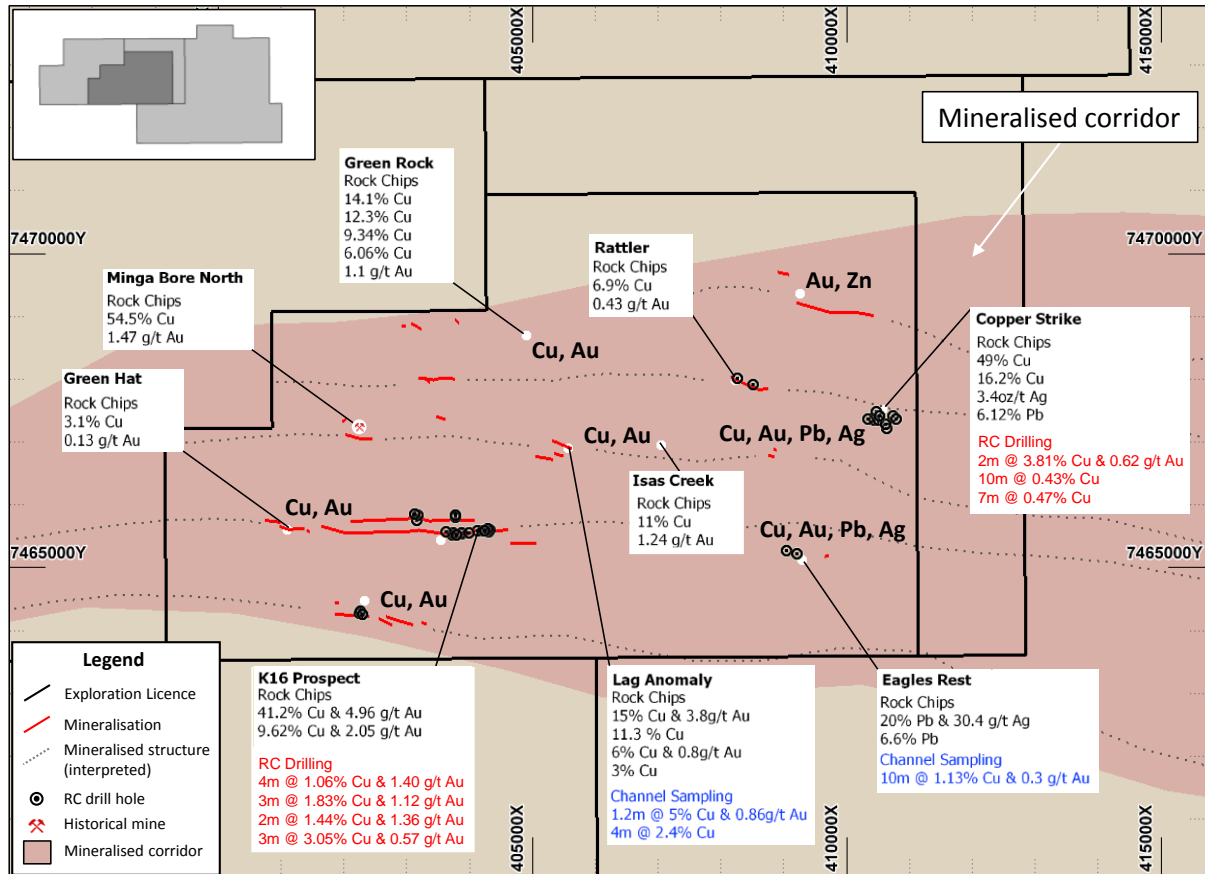 405000X
410000X
415000X
Mineralised corridor
7470000Y
7470000Y
Green Rock
Rock Chips
14.1% Cu
12.3% Cu
9.34% Cu
6.06% Cu
1.1 g/t Au
Rattler
Rock Chips
6.9% Cu
0.43 g/t Au
Minga Bore North
Rock Chips
54.5% Cu
1.47 g/t Au
Au, Zn
Copper Strike
Rock Chips
49% Cu
16.2% Cu
3.4oz/t Ag
6.12% Pb
RC Drilling
2m @ 3.81% Cu & 0.62 g/t Au
10m @ 0.43% Cu
7m @ 0.47% Cu
Cu, Au
Green Hat
Rock Chips
3.1% Cu
0.13 g/t Au
Cu, Au
Cu, Au, Pb, Ag
Isas Creek
Rock Chips
11% Cu
1.24 g/t Au
Cu, Au
Cu, Au, Pb, Ag
7465000Y
7465000Y
Cu, Au
Legend
Exploration Licence
Mineralisation
Mineralised structure
(interpreted)
RC drill hole
Historical mine
Mineralised corridor
K16 Prospect
Rock Chips
41.2% Cu & 4.96 g/t Au
9.62% Cu & 2.05 g/t Au
RC Drilling
4m @ 1.06% Cu & 1.40 g/t Au
3m @ 1.83% Cu & 1.12 g/t Au
2m @ 1.44% Cu & 1.36 g/t Au
3m @ 3.05% Cu & 0.57 g/t Au
Lag Anomaly
Rock Chips
15% Cu & 3.8g/t Au
11.3 % Cu
6% Cu & 0.8g/t Au
3% Cu
Channel Sampling
1.2m @ 5% Cu & 0.86g/t Au
4m @ 2.4% Cu
Eagles Rest
Rock Chips
20% Pb & 30.4 g/t Ag
6.6% Pb
Channel Sampling
10m @ 1.13% Cu & 0.3 g/t Au
405000X
410000X
415000X